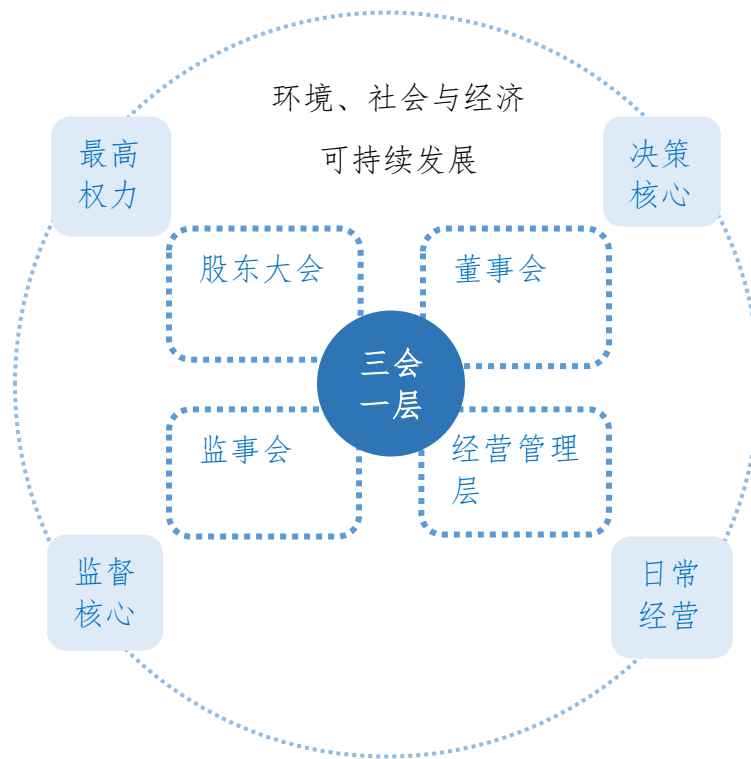 环境、社会与经济
可持续发展
最高
权力
决策
核心
股东大会
董事会
三会
一层
监事会
经营管理
层
监督
核心
日常
经营